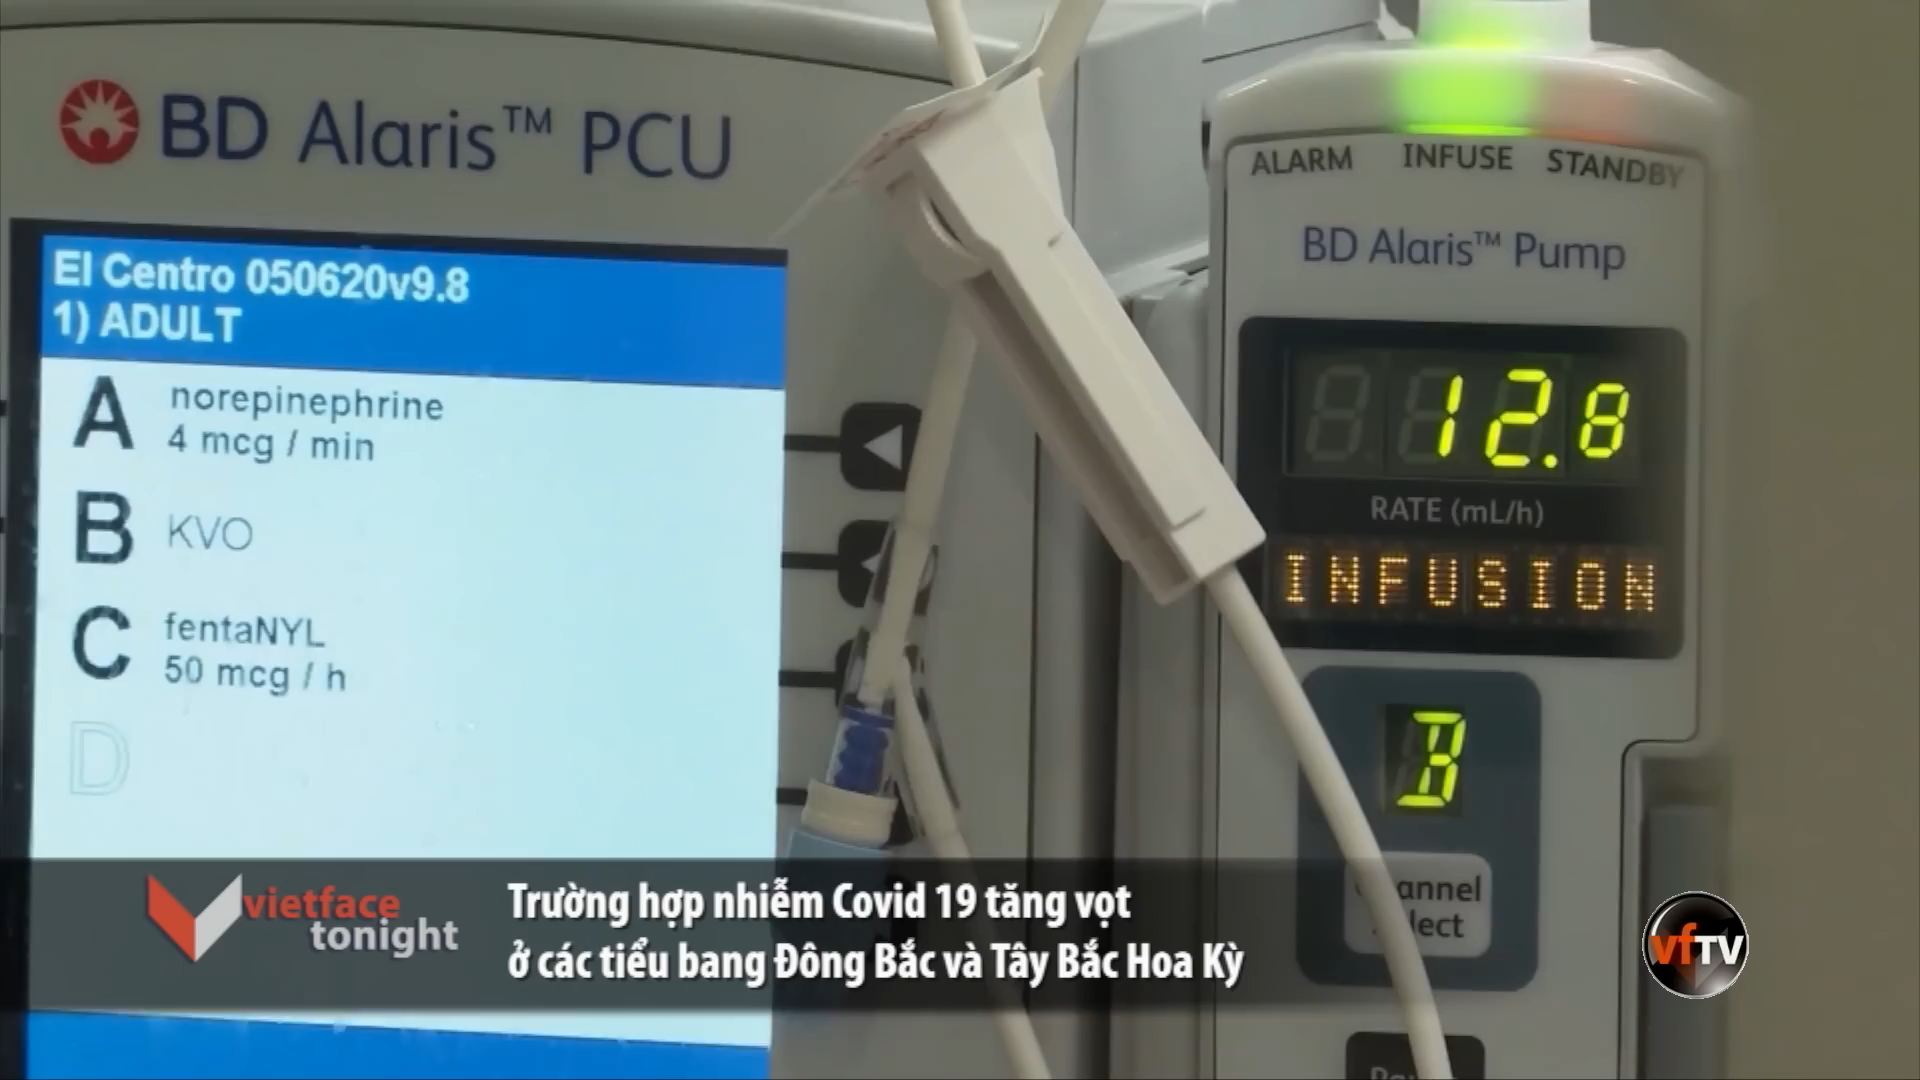 BD Alaris™ PCU
El Centro 050620v9.8
1) ADULT
A norepinephrine
4 mcg / min
B KVO
C fentaNYL
50 mcg / h
D
ALARM INFUSE STANDBY
BD Alaris™ Pump
12.8
RATE (mL/h)
INFUSION
B
vietface
tonight
Trường hợp nhiễm Covid 19 tăng vọt
ở các tiểu bang Đông Bắc và Tây Bắc Hoa Kỳ
vfTV